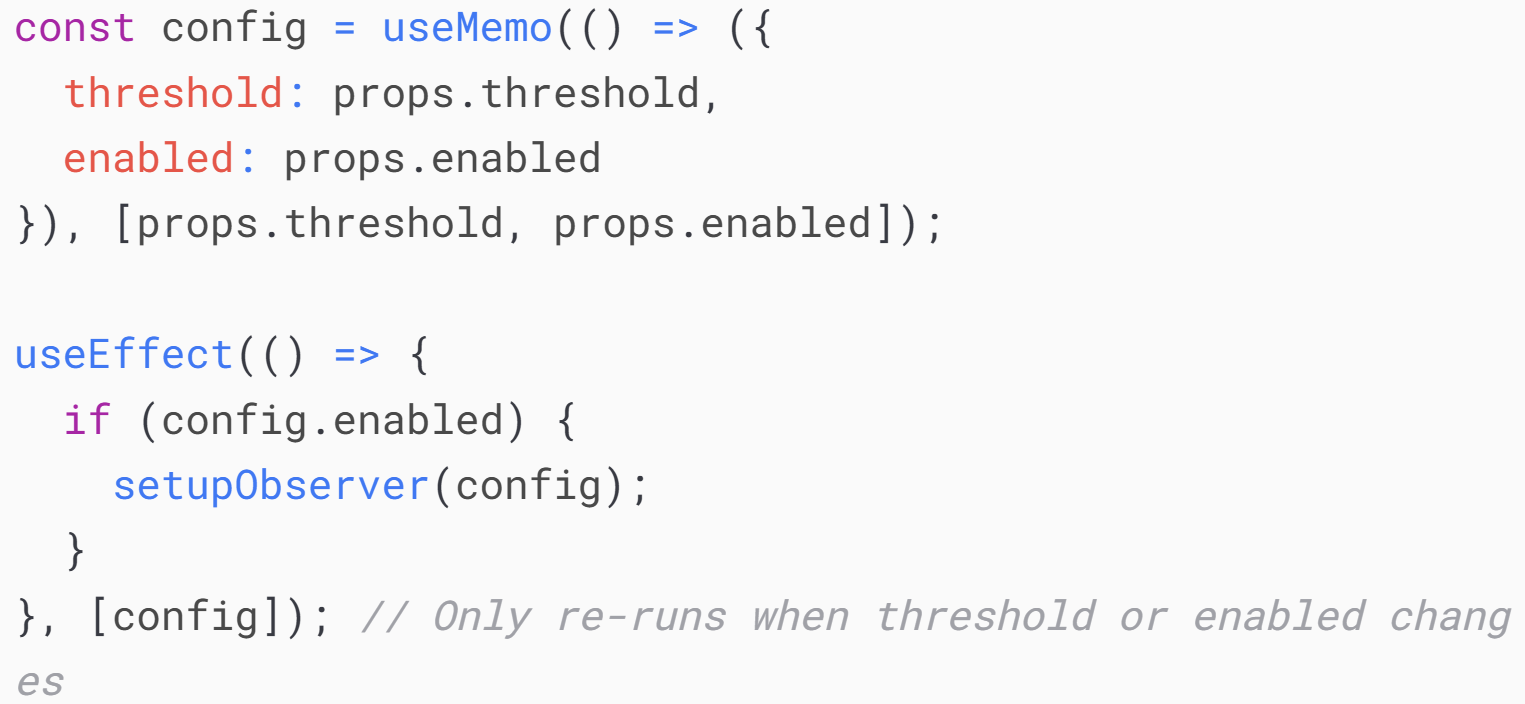 const config = useMemo(() => ({
  threshold: props.threshold,
  enabled: props.enabled
}), [props.threshold, props.enabled]);

useEffect(() => {
  if (config.enabled) {
    setupObserver(config);
  }
}, [config]); // Only re-runs when threshold or enabled chang
es